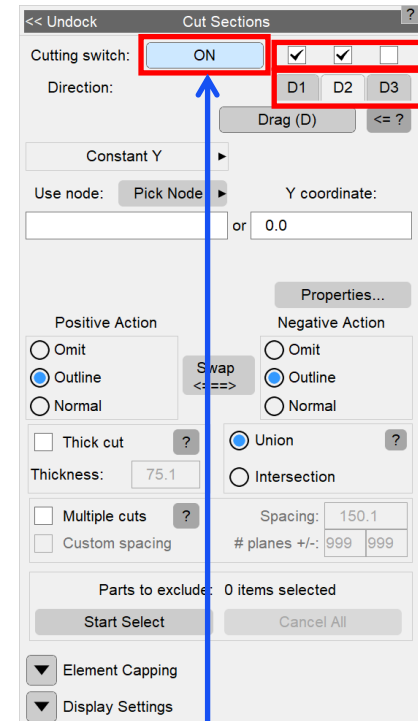 << Undock Cut Sections ?
Cutting switch: ON
Direction: D1 D2 D3
Drag (D) <= ?
Constant Y
Use node: Pick Node Y coordinate:
or 0.0
Properties...
Positive Action Negative Action
Omit Swap <===> Omit
Outline Outline
Normal Normal
Thick cut ? Union ?
Thickness: 75.1 Intersection
Multiple cuts ? Spacing: 150.1
Custom spacing # planes +/-: 999 999
Parts to exclude: 0 items selected
Start Select Cancel All
Element Capping
Display Settings